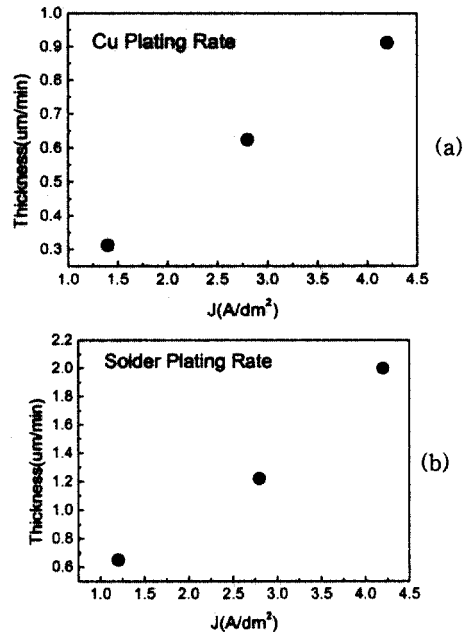 Cu Plating Rate
Thickness(um/min)
1.0
0.9
0.8
0.7
0.6
0.5
0.4
0.3
1.0 1.5 2.0 2.5 3.0 3.5 4.0 4.5
J(A/dm²)
(a)
Solder Plating Rate
Thickness(um/min)
2.2
2.0
1.8
1.6
1.4
1.2
1.0
0.8
0.6
1.0 1.5 2.0 2.5 3.0 3.5 4.0 4.5
J(A/dm²)
(b)